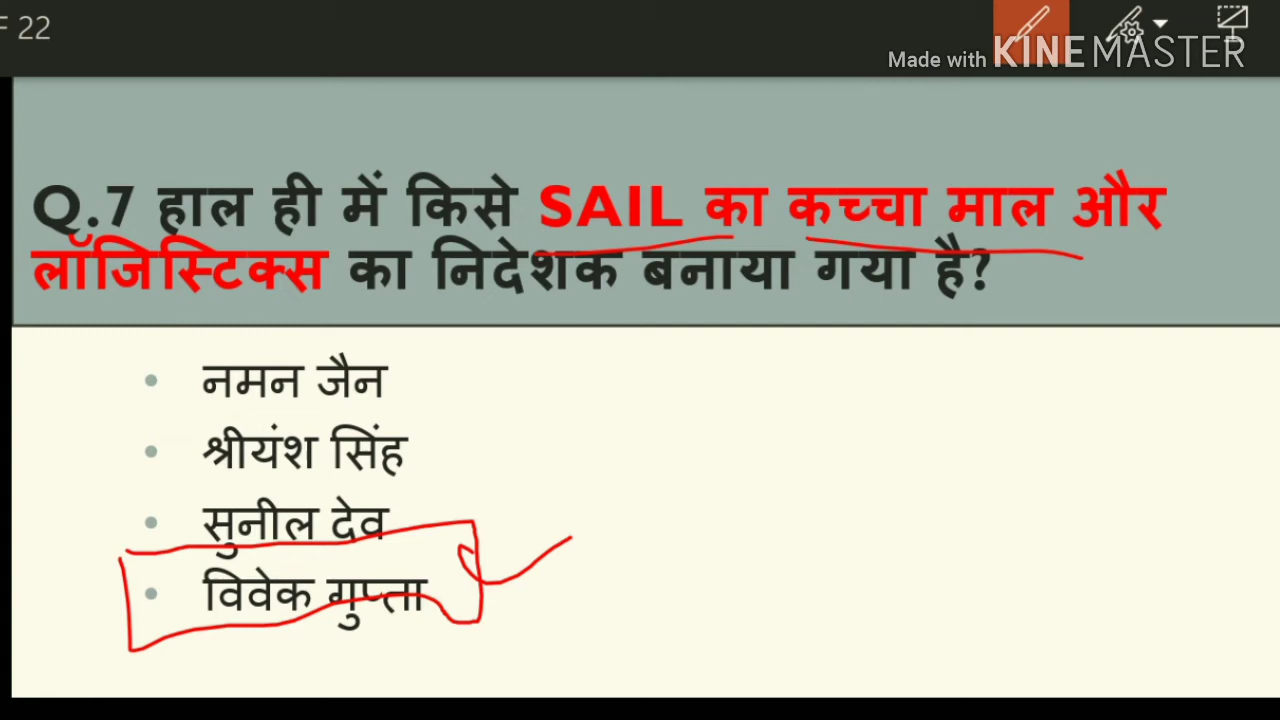 F 22
Made with KINEMASTER
Q.7 हाल ही में किसे SAIL का कच्चा माल और
लॉजिस्टिक्स का निदेशक बनाया गया है?
• नमन जैन
• श्रीयंश सिंह
• सुनील देव
• विवेक गुप्ता